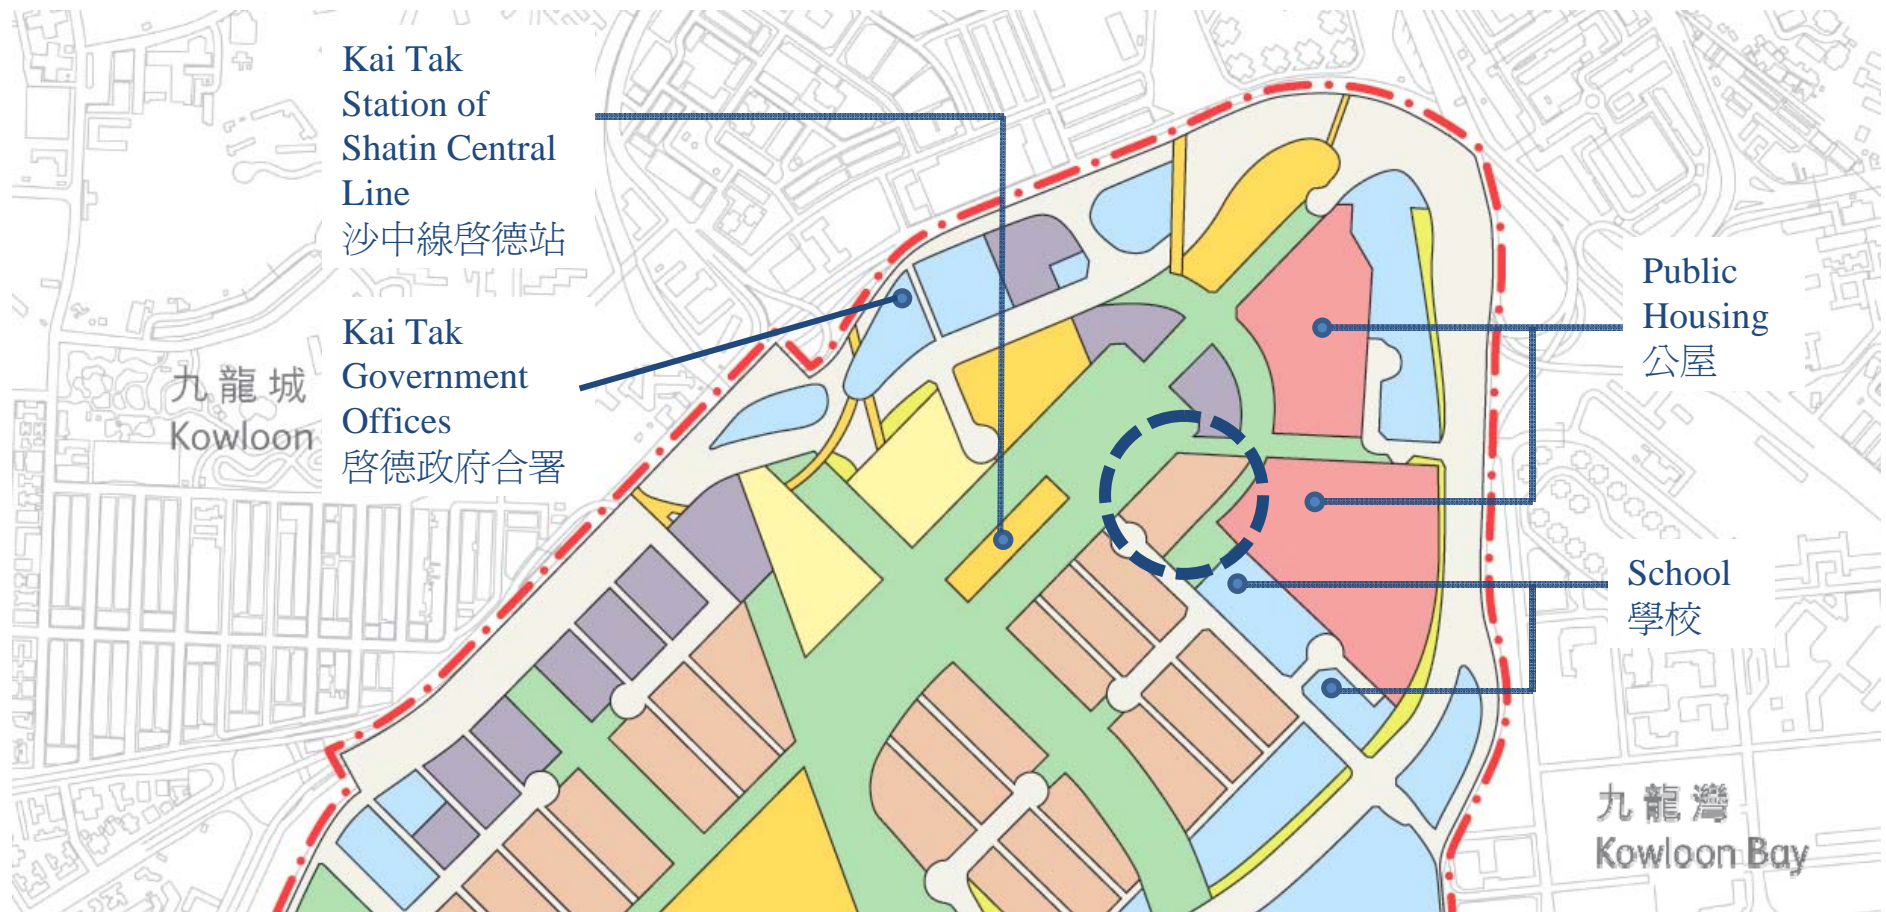 Kai Tak
Station of
Shatin Central
Line
沙中線啓德站
Kai Tak
Government
Offices
啓德政府合署
九龍城
Kowloon
Public
Housing
公屋
School
學校
九龍灣
Kowloon Bay